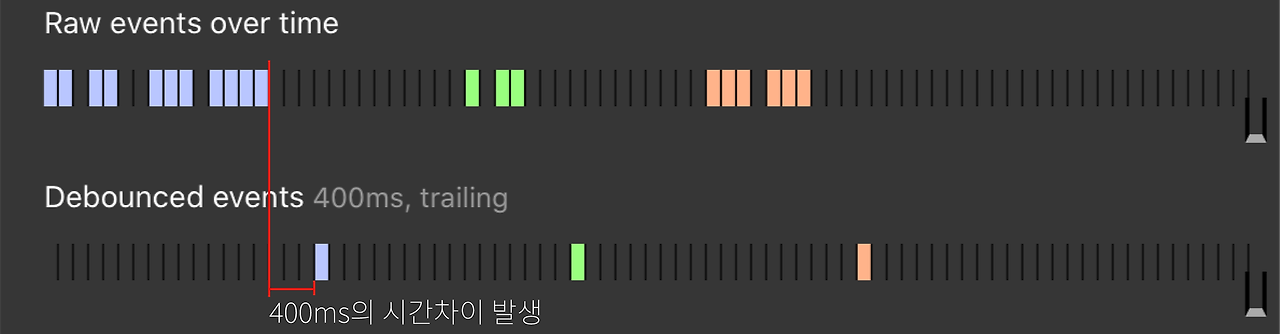 Raw events over time
Debounced events 400ms, trailing
400ms의 시간차이 발생